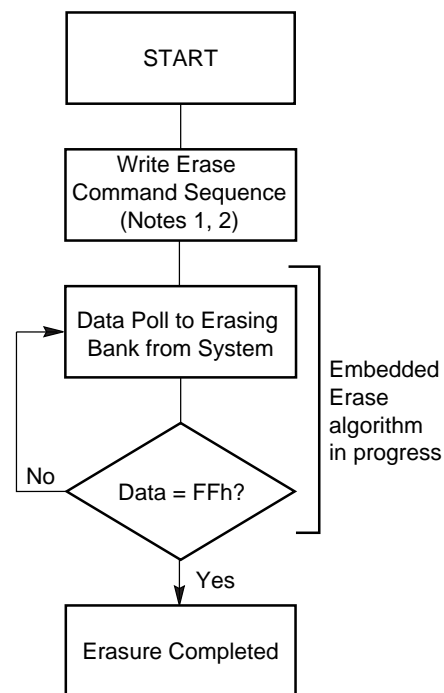 START
Write Erase
Command Sequence
(Notes 1, 2)
Data Poll to Erasing
Bank from System
Embedded
Erase
algorithm
in progress
No
Data = FFh?
Yes
Erasure Completed